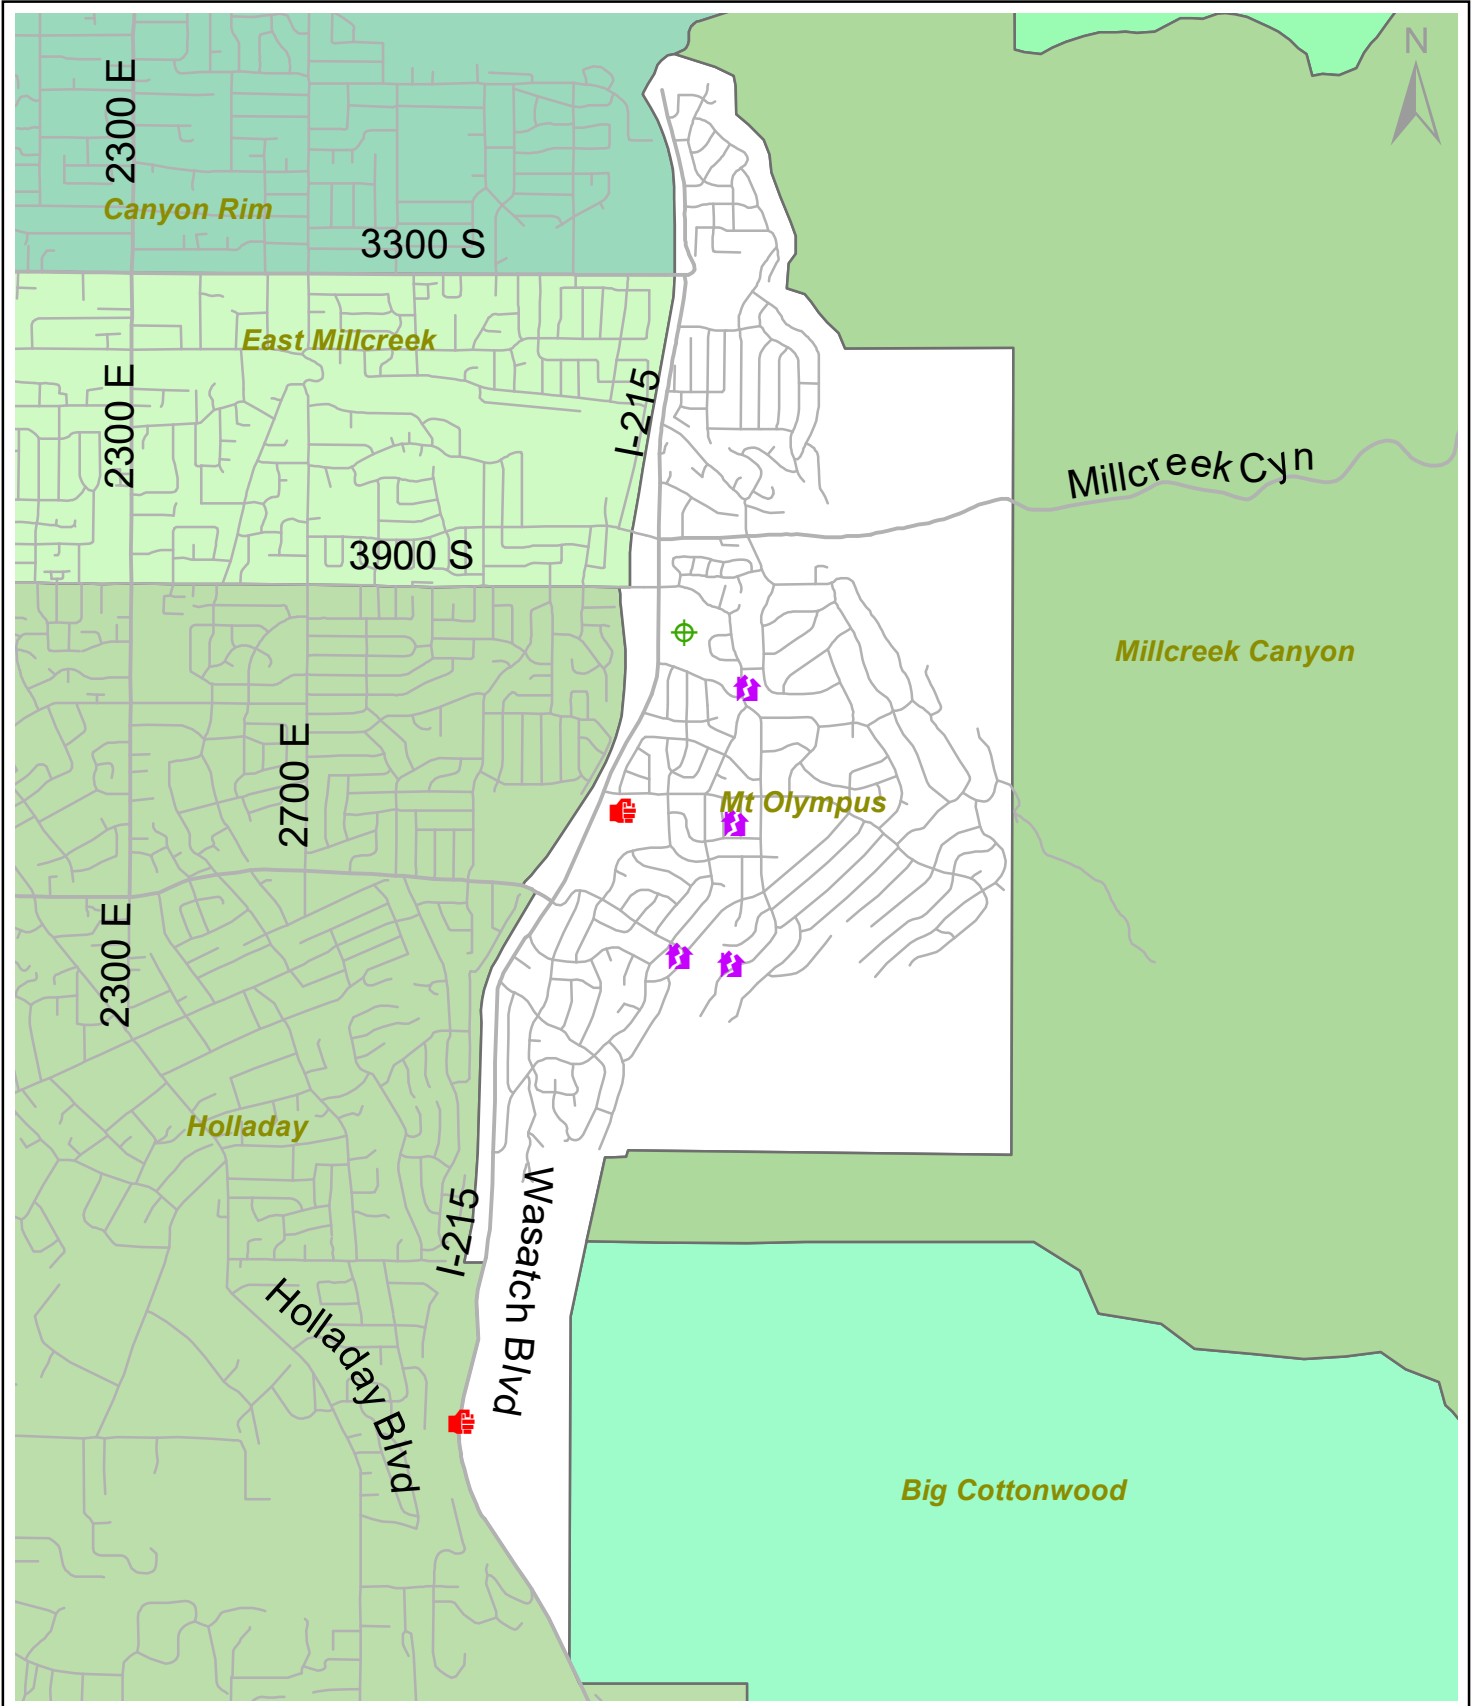 N
2300 E
Canyon Rim
3300 S
East Millcreek
2300 E
I-215
Millcreek Cyn
3900 S
Millcreek Canyon
2700 E
Mt Olympus
2300 E
Holladay
I-215
Wasatch Blvd
Holladay Blvd
Big Cottonwood